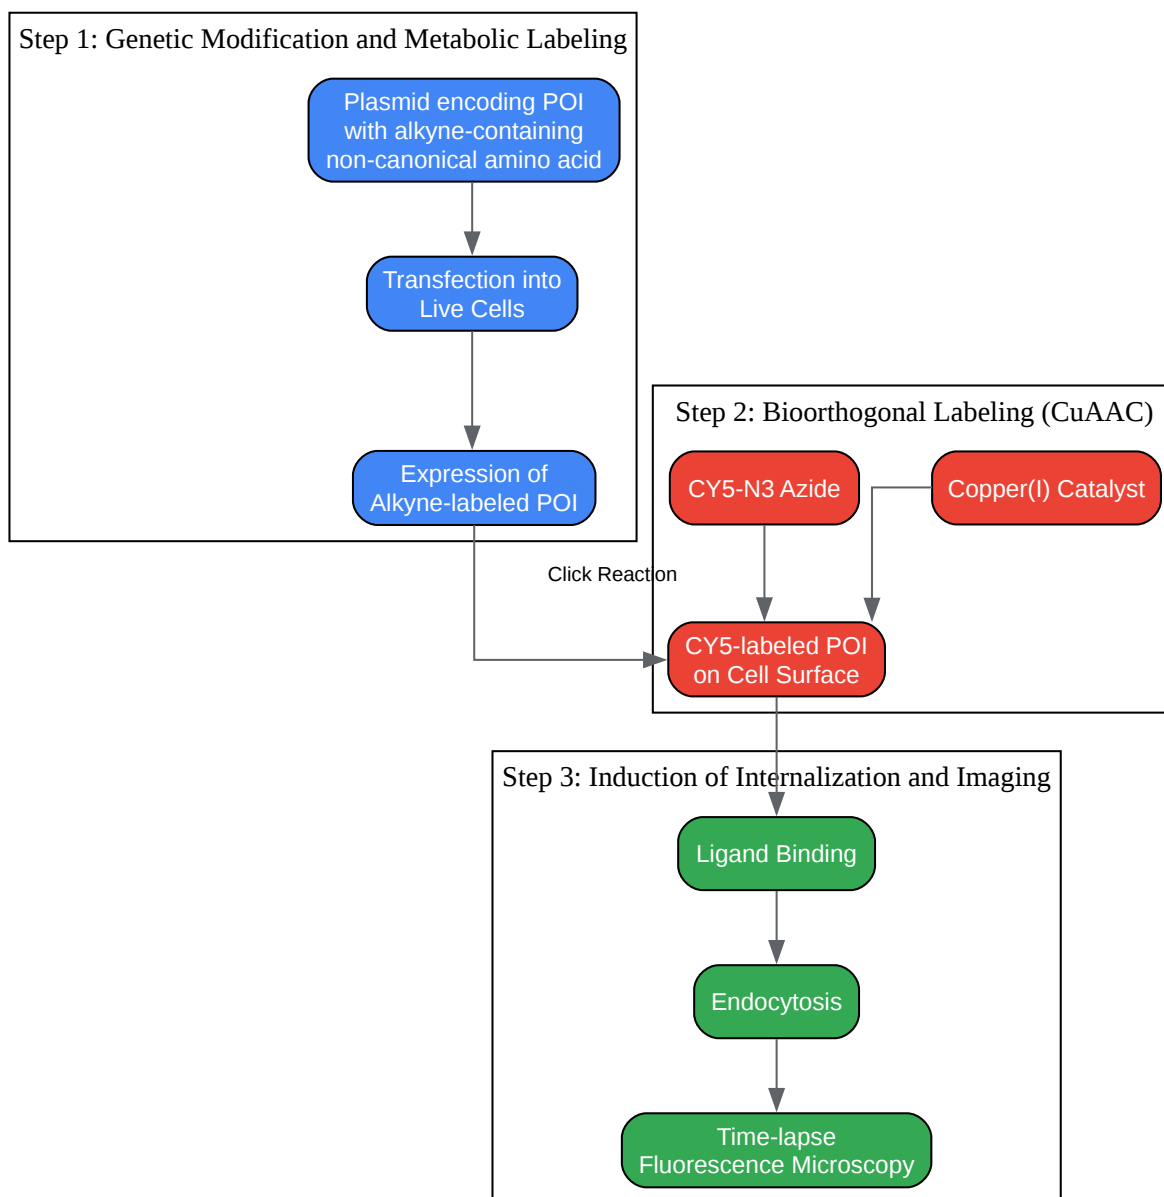 Step 1: Genetic Modification and Metabolic Labeling
Plasmid encoding POI
with alkyne-containing
non-canonical amino acid
Transfection into
Live Cells
Expression of
Alkyne-labeled POI
Click Reaction
Step 2: Bioorthogonal Labeling (CuAAC)
CY5-N3 Azide
Copper(I) Catalyst
CY5-labeled POI
on Cell Surface
Step 3: Induction of Internalization and Imaging
Ligand Binding
Endocytosis
Time-lapse
Fluorescence Microscopy